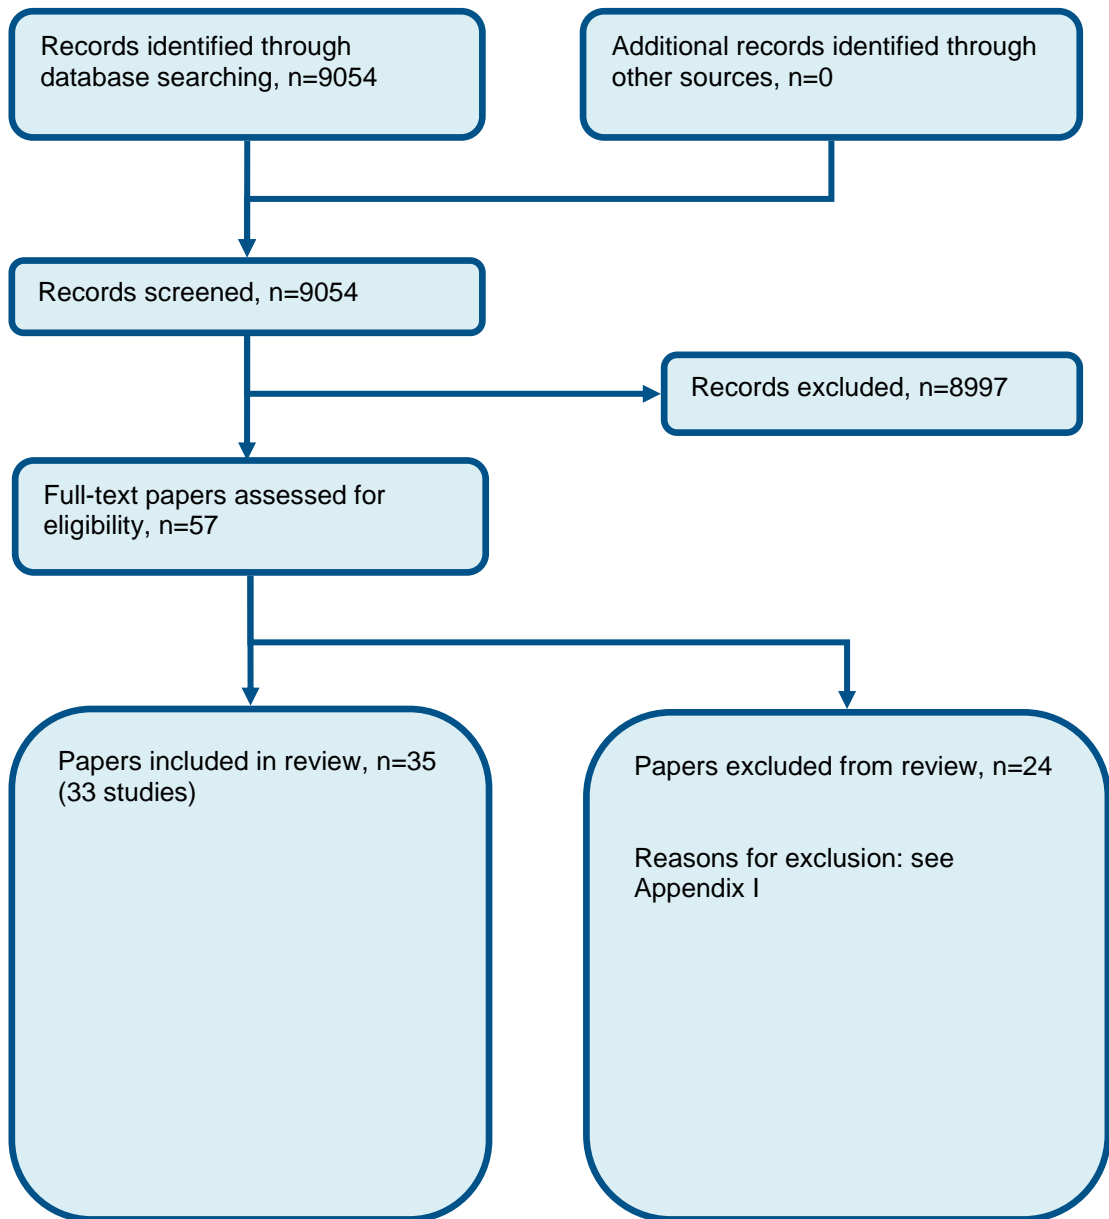 Records identified through
database searching, n=9054
Additional records identified through
other sources, n=0
Records screened, n=9054
Records excluded, n=8997
Full-text papers assessed for
eligibility, n=57
Papers included in review, n=35
(33 studies)
Papers excluded from review, n=24
Reasons for exclusion: see
Appendix I